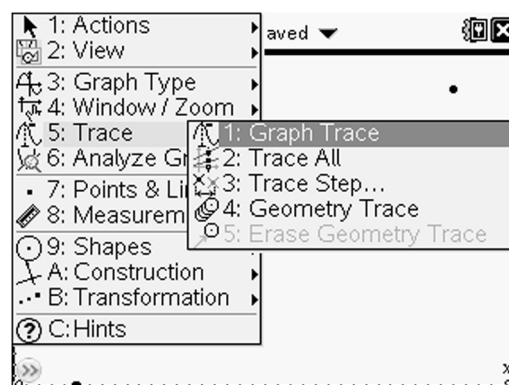 1: Actions
2: View
3: Graph Type
4: Window / Zoom
5: Trace
6: Analyze Gr
7: Points & Li
8: Measurem
9: Shapes
A: Construction
B: Transformation
C: Hints
aved
1: Graph Trace
2: Trace All
3: Trace Step...
4: Geometry Trace
5: Erase Geometry Trace
x